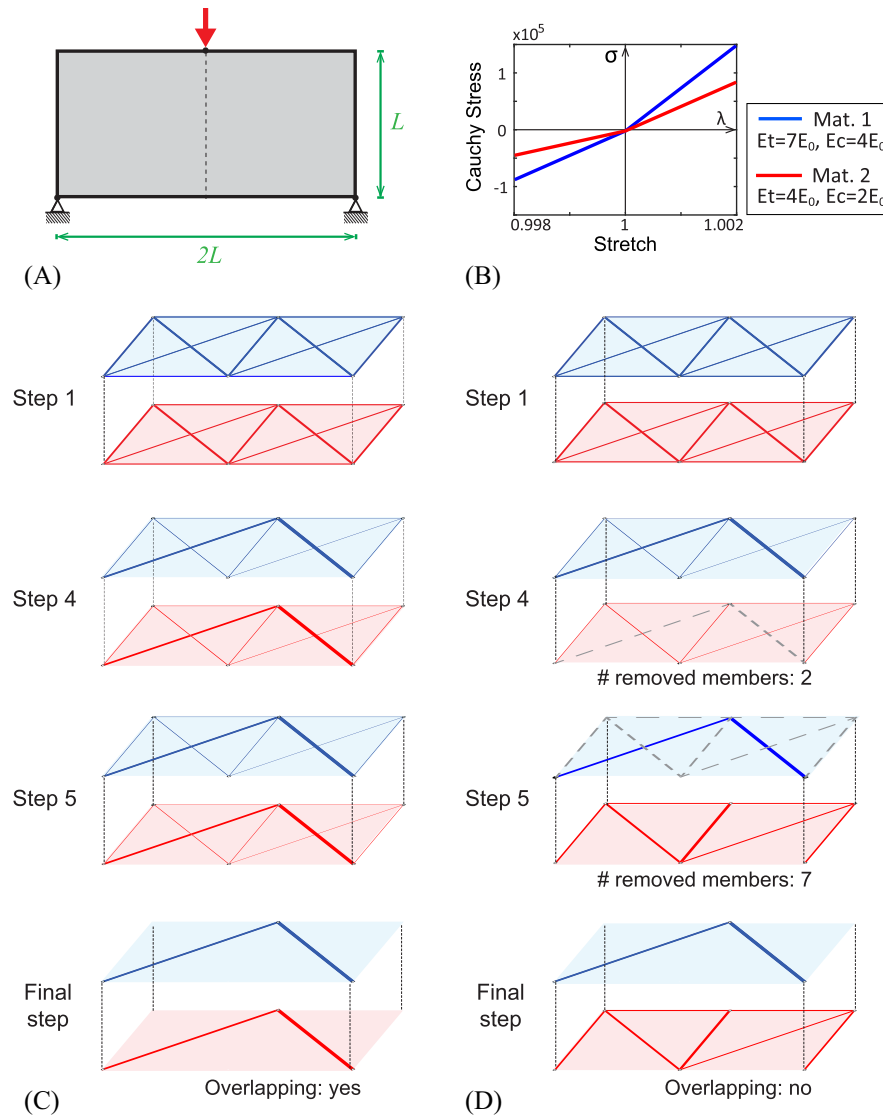 L
2L
(A)
x10⁵
σ
1
λ
0
-1
0.998
1
1.002
Cauchy Stress
Stretch
Mat. 1
Et=7E₀, Ec=4E₀
Mat. 2
Et=4E₀, Ec=2E₀
(B)
Step 1
Step 1
Step 4
Step 4
# removed members: 2
Step 5
Step 5
# removed members: 7
Final
step
Final
step
(C)
Overlapping: yes
(D)
Overlapping: no